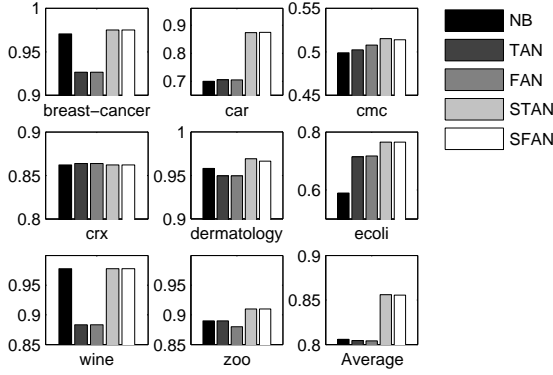 1
0.95
0.9
breast-cancer
0.9
0.8
0.7
car
0.55
0.5
0.45
cmc
NB
TAN
FAN
STAN
SFAN
0.9
0.85
0.8
crx
1
0.95
0.9
dermatology
0.8
0.6
ecoli
0.95
0.9
0.85
wine
0.95
0.9
0.85
zoo
0.9
0.85
0.8
Average